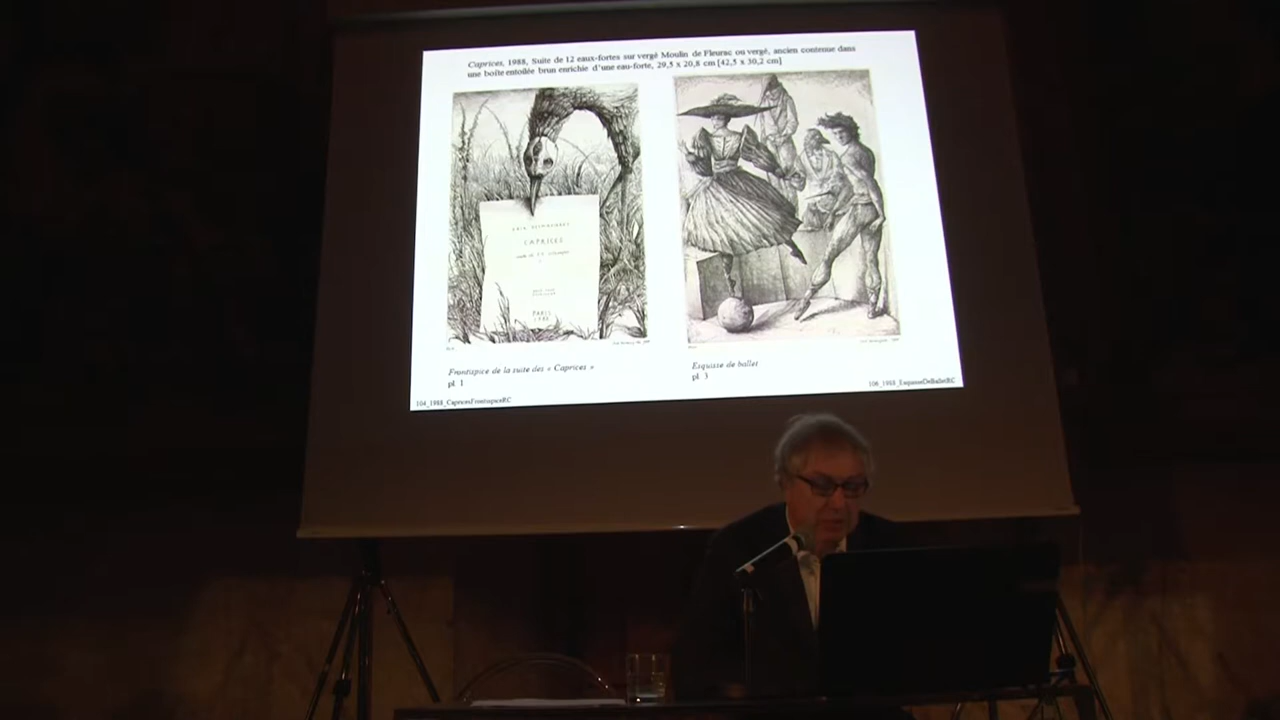 Caprices, 1988, Suite de 12 eaux-fortes sur vergé Moulin de Fleurac ou vergé, ancien contenue dans
une boîte entoilée brun enrichie d'une eau-forte, 29,5 x 20,8 cm [42,5 x 30,2 cm]
CAPRICES
PARIS
1988
Frontispice de la suite des « Caprices »
pl. 1
104_1988_CapricesFrontispiceRC
Esquisse de ballet
pl. 3
106_1988_EsquisseDeBalletRC